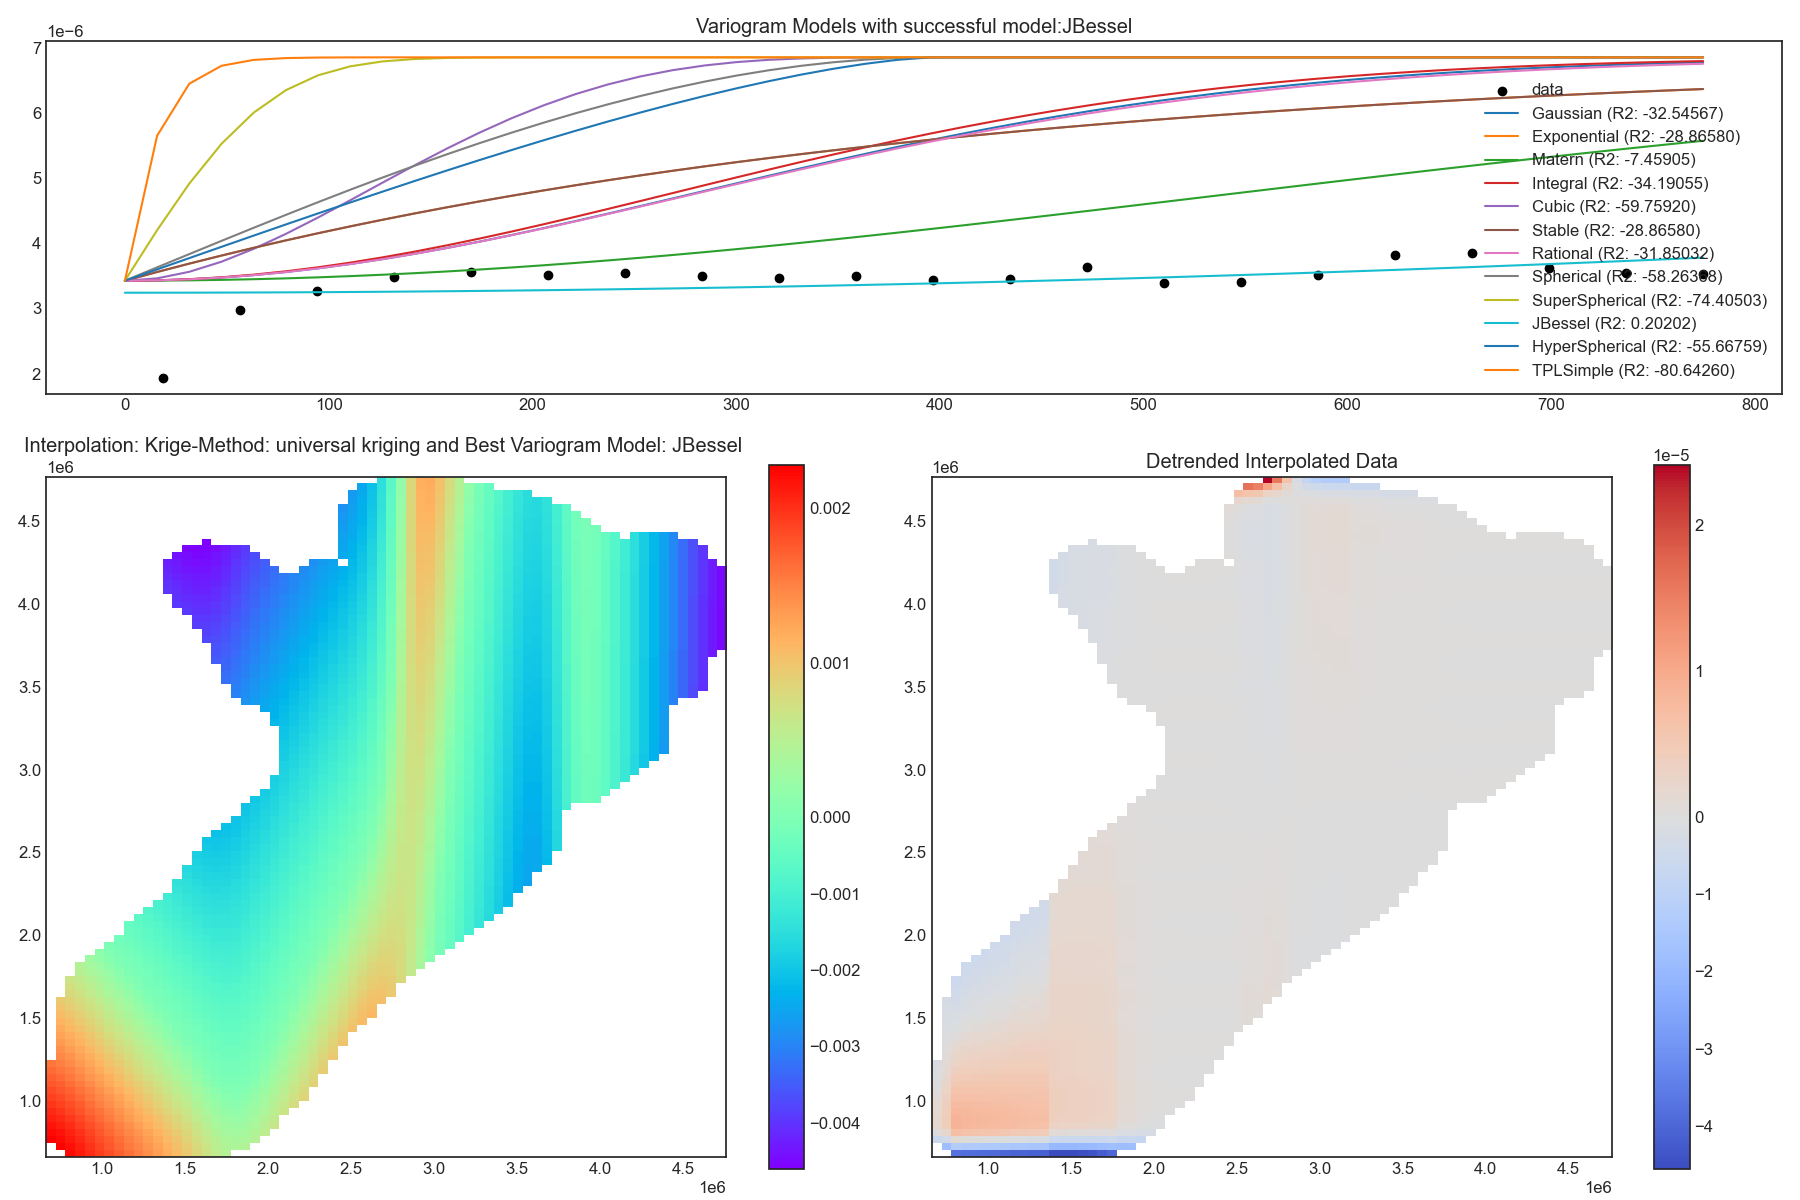 Variogram Models with successful model:JBessel
1e−6
7
6
5
4
3
2
0
100
200
300
400
500
600
700
800
data
Gaussian (R2: -32.54567)
Exponential (R2: -28.86580)
Matern (R2: -7.45905)
Integral (R2: -34.19055)
Cubic (R2: -59.75920)
Stable (R2: -28.86580)
Rational (R2: -31.85032)
Spherical (R2: -58.26368)
SuperSpherical (R2: -74.40503)
JBessel (R2: 0.20202)
HyperSpherical (R2: -55.66759)
TPLSimple (R2: -80.64260)
Interpolation: Krige-Method: universal kriging and Best Variogram Model: JBessel
1e6
4.5
4.0
3.5
3.0
2.5
2.0
1.5
1.0
1.0
1.5
2.0
2.5
3.0
3.5
4.0
4.5
1e6
0.002
0.001
0.000
−0.001
−0.002
−0.003
−0.004
Detrended Interpolated Data
1e6
4.5
4.0
3.5
3.0
2.5
2.0
1.5
1.0
1.0
1.5
2.0
2.5
3.0
3.5
4.0
4.5
1e6
1e−5
2
1
0
−1
−2
−3
−4